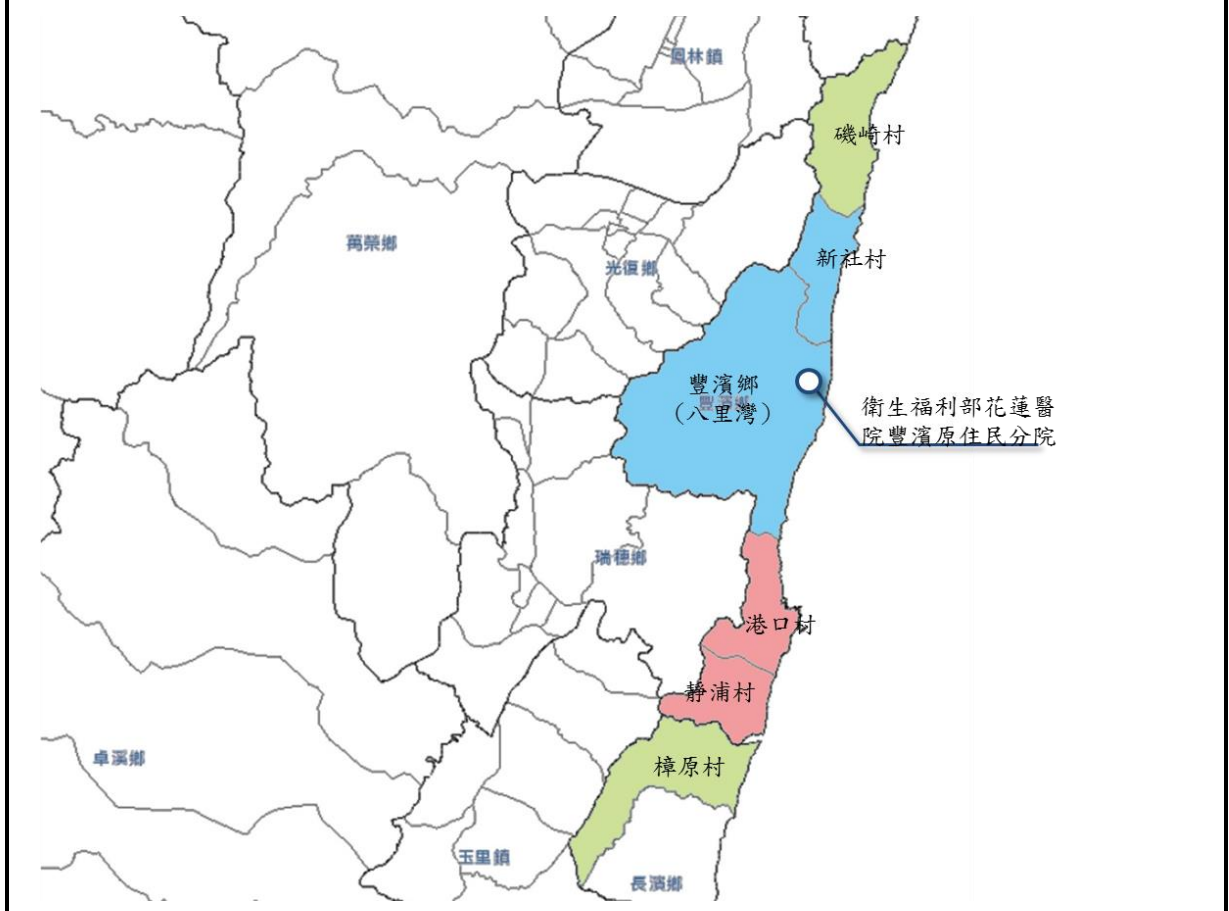 鳳林鎮
磯崎村
萬榮鄉
新社村
光復鄉
豐濱鄉
豐濱鄉
(八里灣)
衛生福利部花蓮醫
院豐濱原住民分院
瑞穗鄉
港口村
靜浦村
卓溪鄉
樟原村
玉里鎮
長濱鄉